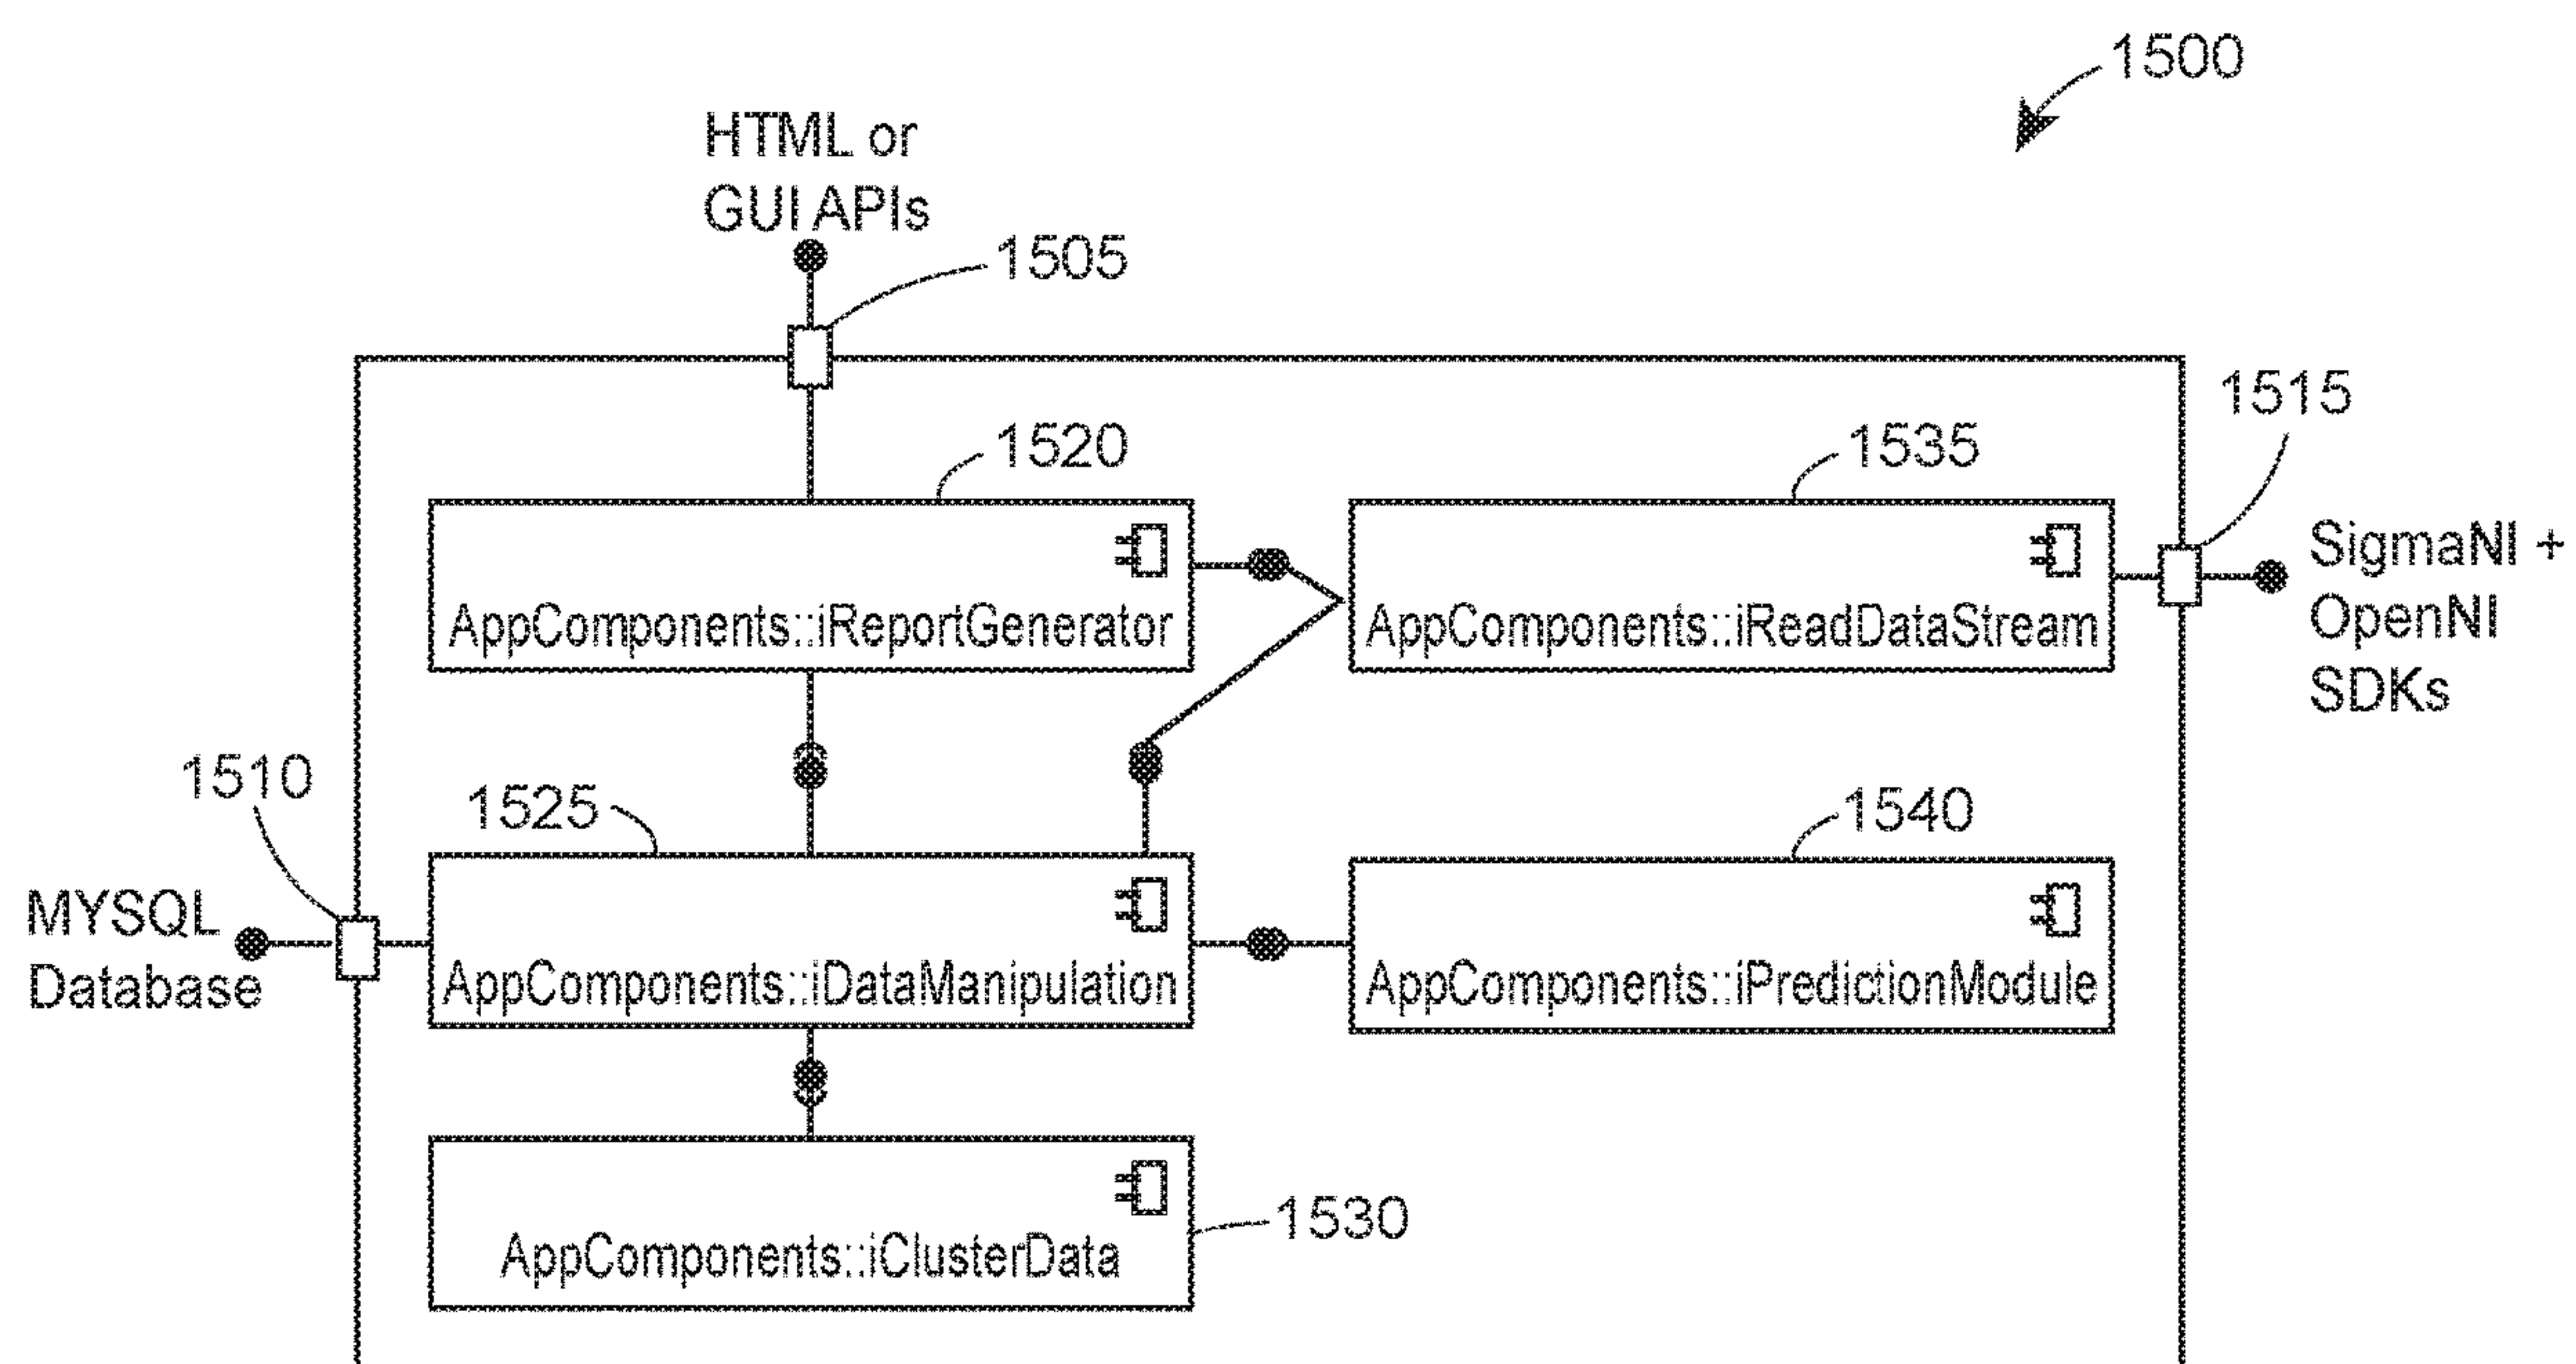 1500
HTML or
GUI APIs
1505
1515
1520
1535
SigmaNI +
OpenNI
SDKs
AppComponents::iReportGenerator
AppComponents::iReadDataStream
1510
1525
1540
MYSQL
Database
AppComponents::iDataManipulation
AppComponents::iPredictionModule
1530
AppComponents::iClusterData